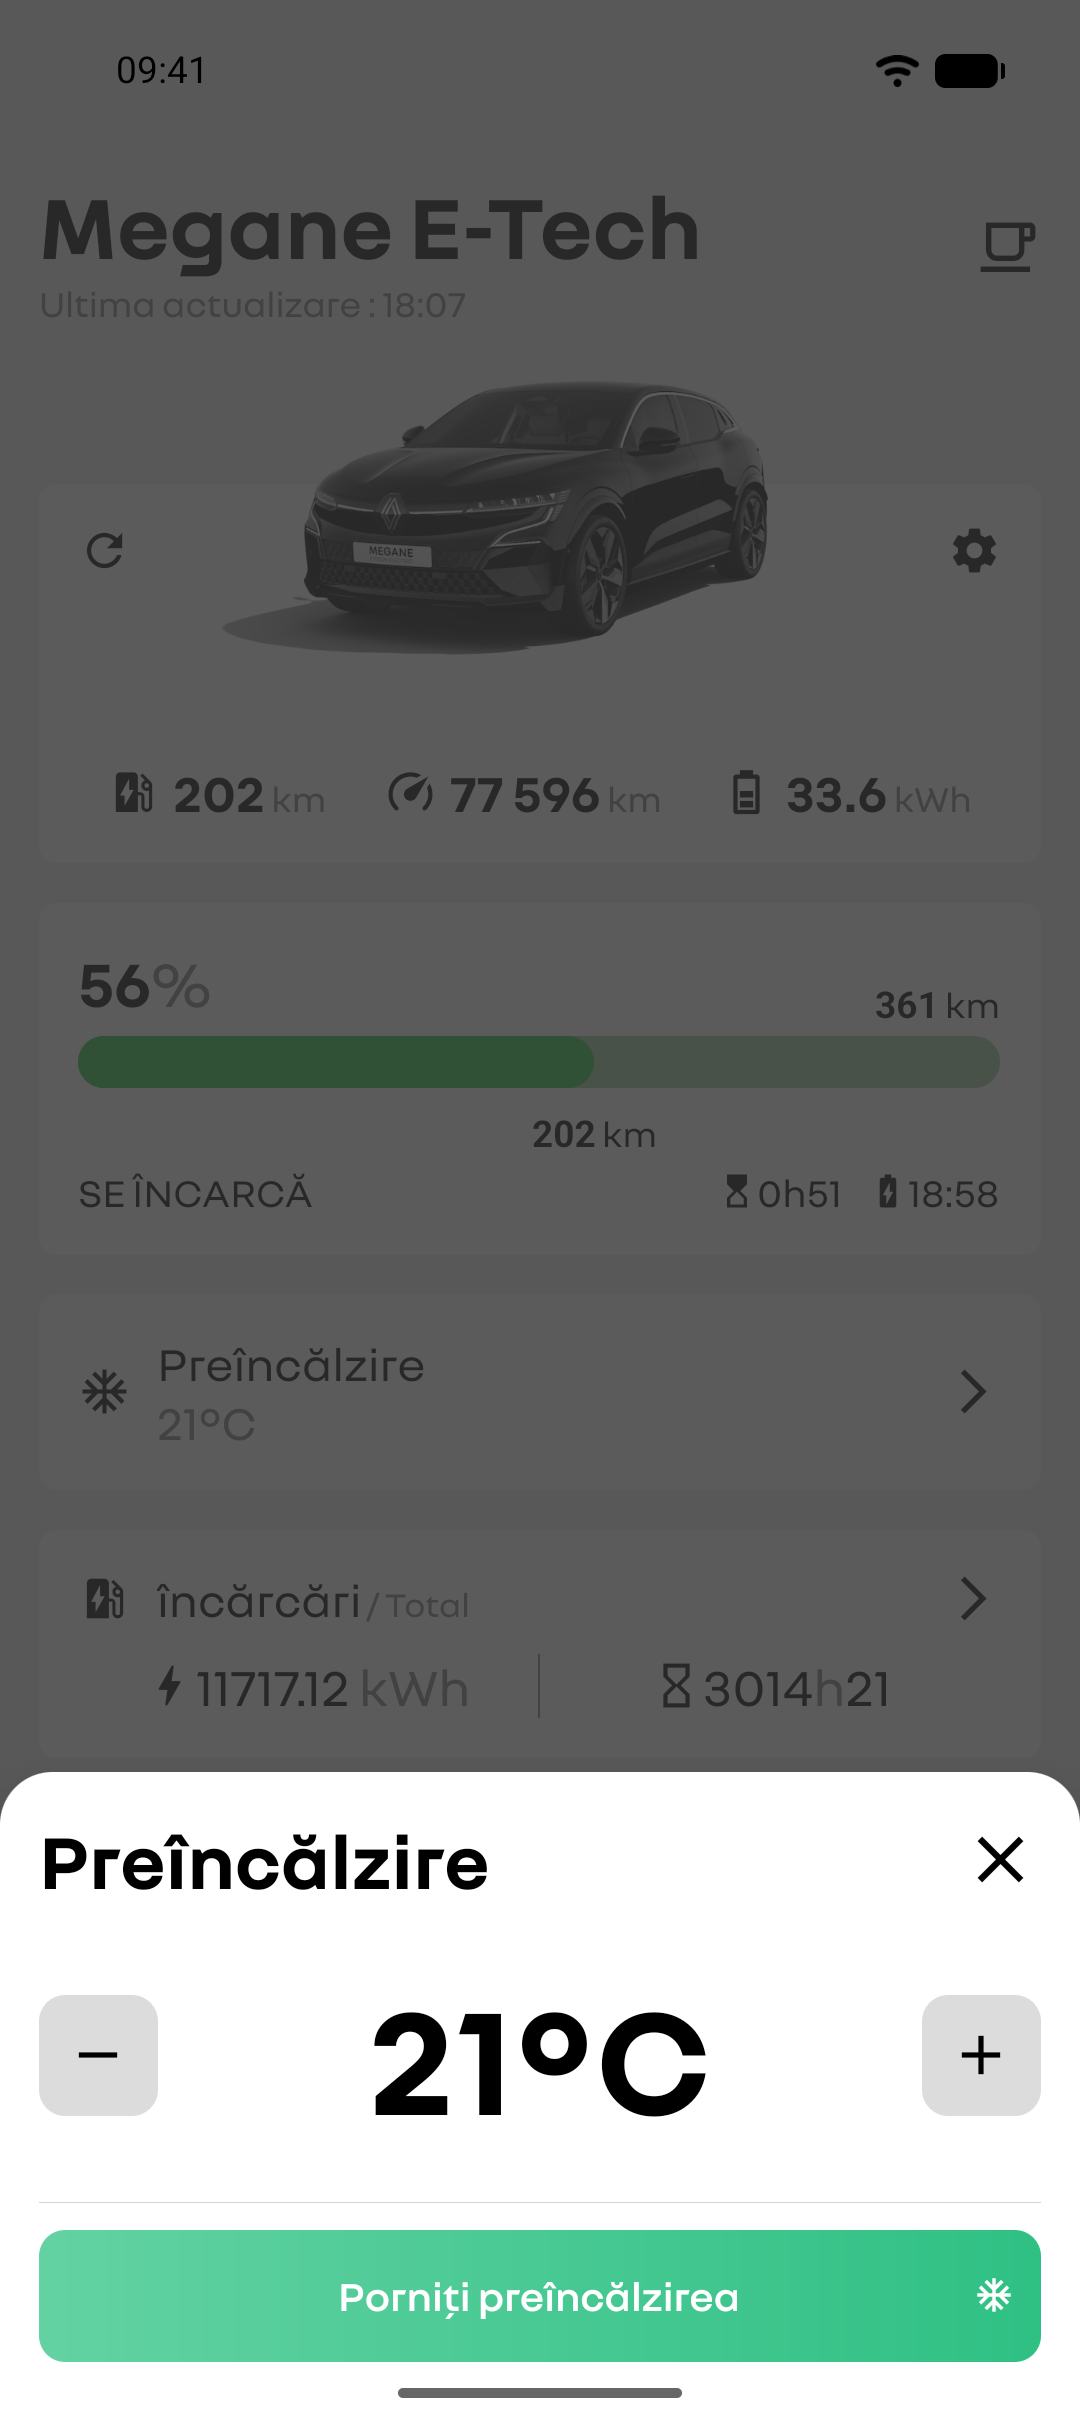 09:41
Megane E-Tech
Ultima actualizare : 18:07
MEGANE
202 km 77 596 km 33.6 kWh
56%
361 km
202 km
SE ÎNCARCĂ 0h51 18:58
Preîncălzire
21°C
încărcări / Total
11717.12 kWh 3014h21
Preîncălzire
21°C
Porniți preîncălzirea